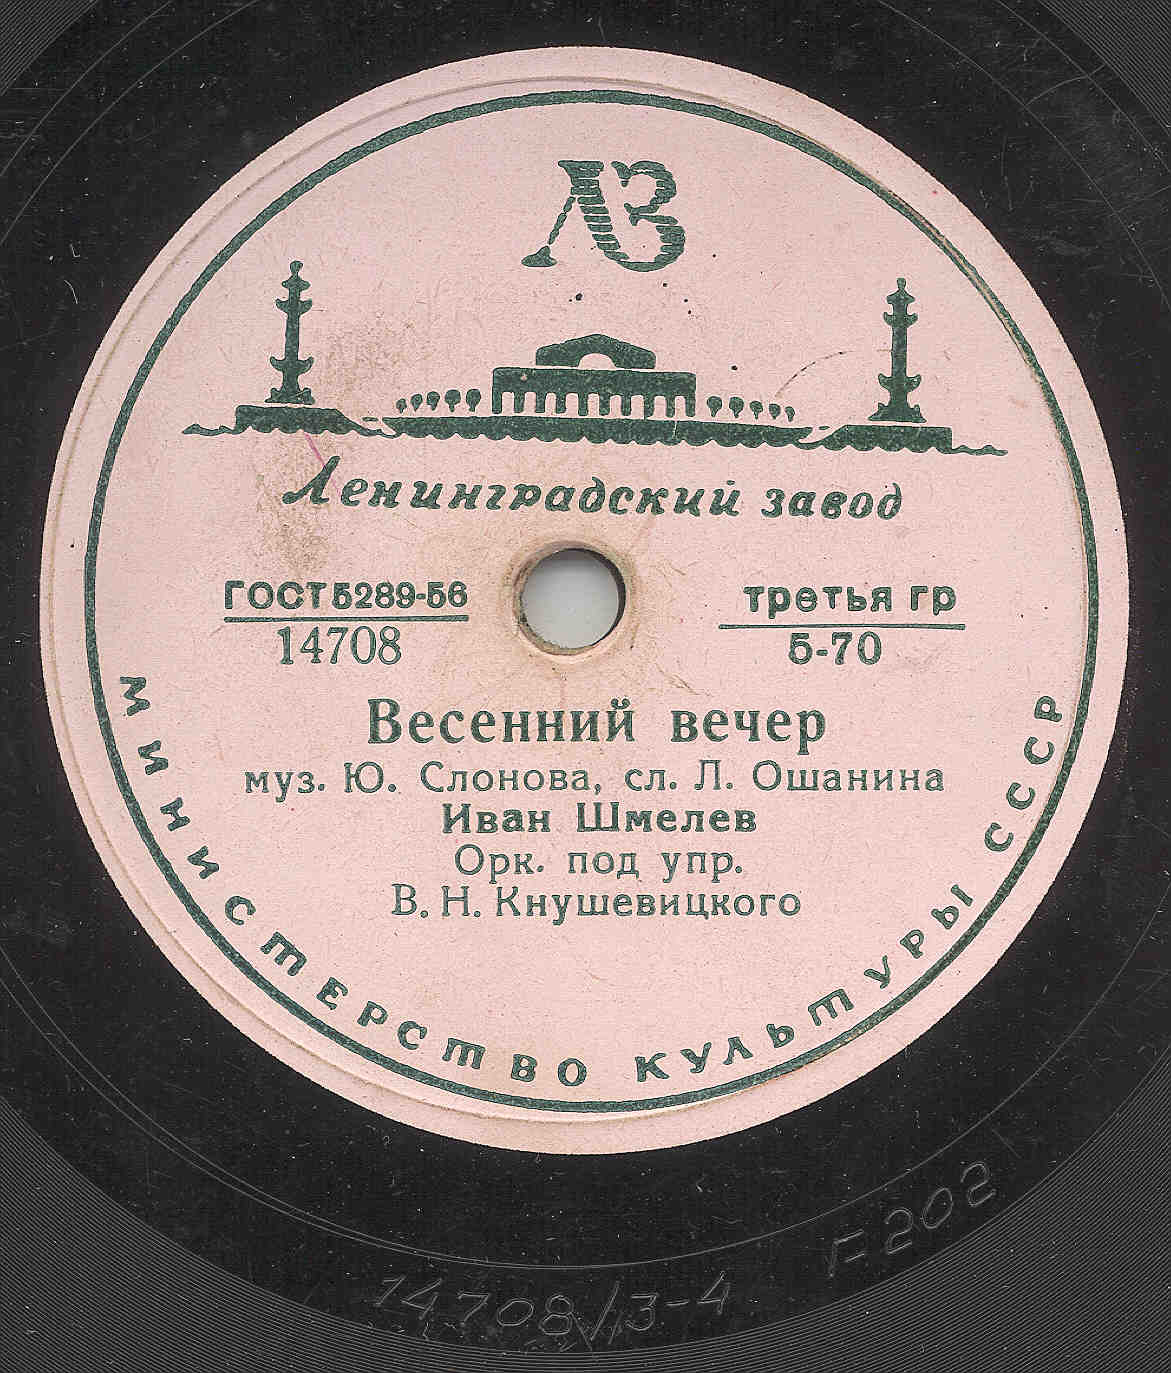 ЛЗ
Ленинградский завод
ГОСТ 5289-56
14708
третья гр
5-70
Весенний вечер
муз. Ю. Слонова, сл. Л. Ошанина
Иван Шмелев
Орк. под упр.
В. Н. Кнушевицкого
МИНИСТЕРСТВО КУЛЬТУРЫ СССР
14708/3-4
F202